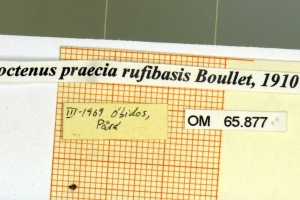 octenus praecia rufibasis Boullet, 1910
III-1969 Óbidos,
Pará
OM 65.877